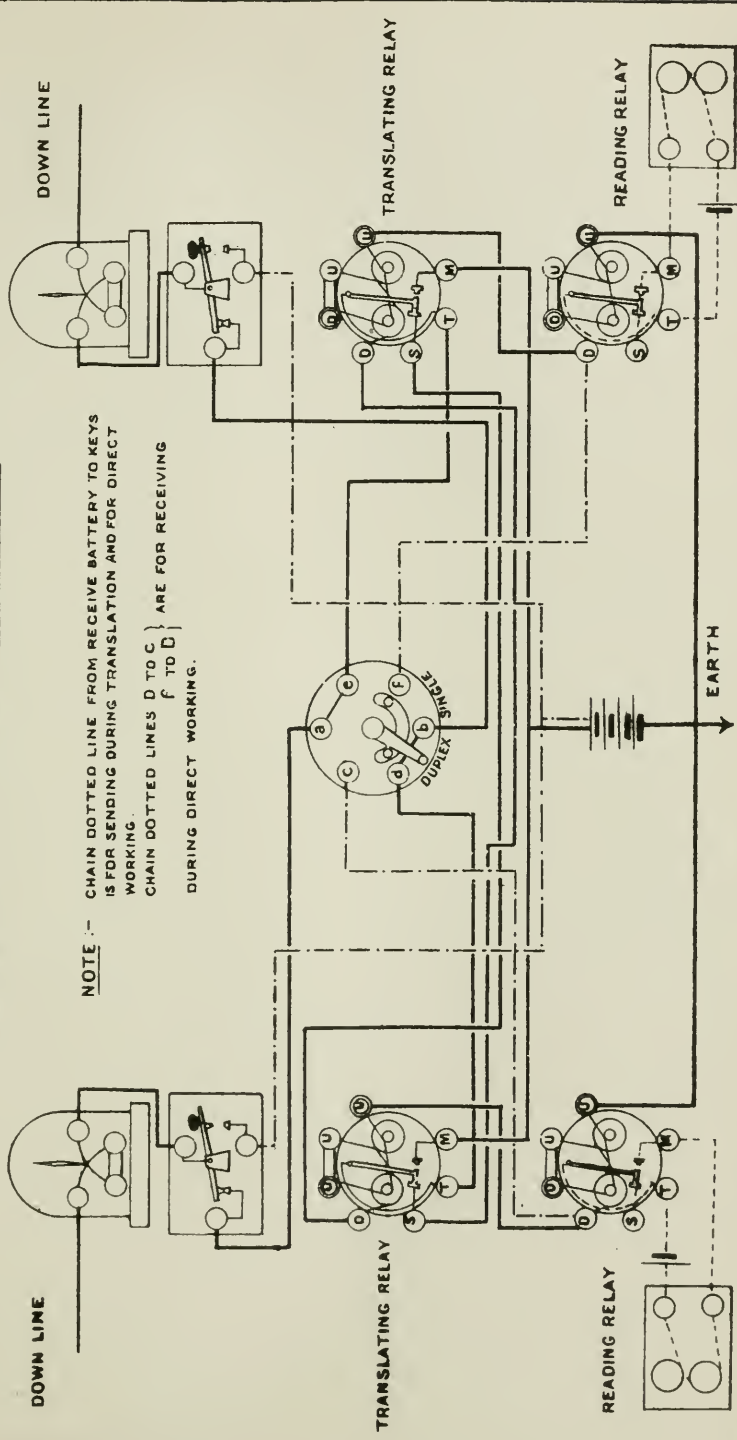 DOWN LINE
DOWN LINE
NOTE :- CHAIN DOTTED LINE FROM RECEIVE BATTERY TO KEYS
IS FOR SENDING DURING TRANSLATION AND FOR DIRECT
WORKING.
CHAIN DOTTED LINES D TO C } ARE FOR RECEIVING
f TO D
DURING DIRECT WORKING.
TRANSLATING RELAY
D U U
D S T M
a
c e
d b f
DUPLEX SINGLE
TRANSLATING RELAY
D U U
D S T M
READING RELAY
D U U
D S T M
EARTH
READING RELAY
D U U
D S T M